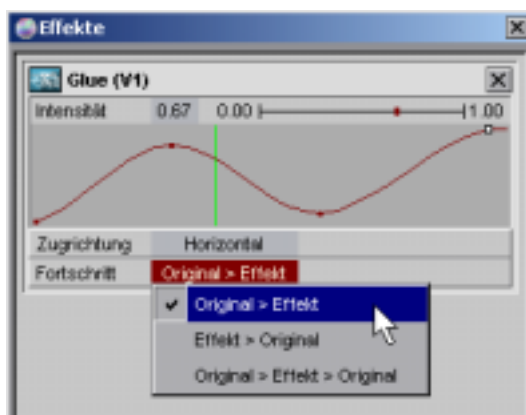 Effekte
Glue (V1)
Intensität 0.67 0.00 1.00
Zugrichtung Horizontal
Fortschritt Original > Effekt
Original > Effekt
Effekt > Original
Original > Effekt > Original